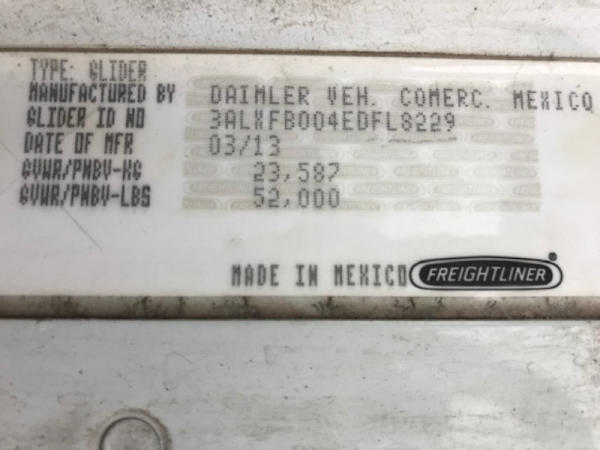 TYPE: GLIDER
MANUFACTURED BY DAIMLER VEH. COMERC. MEXICO
GLIDER ID NO 3ALXFB004EDFL8229
DATE OF MFR 03/13
GVWR/PNBV-KG 23,587
GVWR/PNBV-LBS 52,000
MADE IN MEXICO FREIGHTLINER®